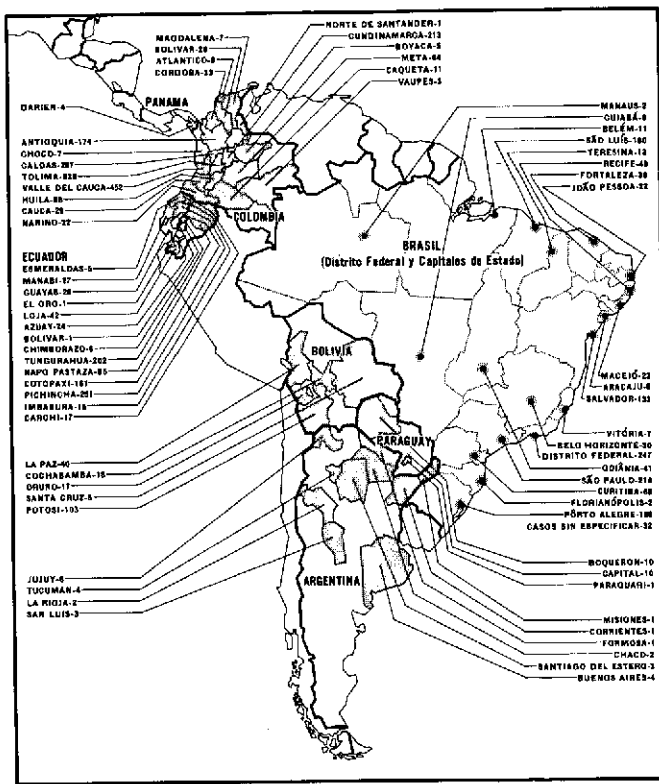 NORTE DE SANTANDER-1
CUNDINAMARCA-213
BOYACA-5
META-64
CAQUETA-11
VAUPES-3
MAGDALENA-7
BOLIVAR-28
ATLANTICO-9
CORDOBA-33
PANAMA
DARIEN-4
ANTIOQUIA-174
CHOCO-7
CALDAS-287
TOLIMA-828
VALLE DEL CAUCA-452
HUILA-88
CAUCA-29
NARIÑO-22
COLOMBIA
MANAUS-2
CUIABÁ-8
BELÉM-11
SÃO LUÍS-180
TERESINA-13
RECIFE-49
FORTALEZA-38
JOÃO PESSOA-22
BRASIL
(Distrito Federal y Capitales de Estado)
ECUADOR
ESMERALDAS-5
MANABI-27
GUAYAS-28
EL ORO-1
LOJA-42
AZUAY-24
BOLIVAR-1
CHIMBORAZO-6
TUNGURAHUA-202
NAPO PASTAZA-85
COTOPAXI-161
PICHINCHA-251
IMBABURA-18
CARCHI-17
MACEIÓ-23
ARACAJU-6
SALVADOR-133
VITÓRIA-7
BELO HORIZONTE-30
DISTRITO FEDERAL-247
GOIÂNIA-41
SÃO PAULO-214
CURITIBA-68
FLORIANÓPOLIS-2
PÔRTO ALEGRE-186
CASOS SIN ESPECIFICAR-32
BOLIVIA
PARAGUAY
LA PAZ-40
COCHABAMBA-15
ORURO-17
SANTA CRUZ-5
POTOSI-103
BOQUERON-10
CAPITAL-10
PARAGUARI-1
JUJUY-6
TUCUMAN-4
LA RIOJA-2
SAN LUIS-3
ARGENTINA
MISIONES-1
CORRIENTES-1
FORMOSA-1
CHACO-2
SANTIAGO DEL ESTERO-3
BUENOS AIRES-4